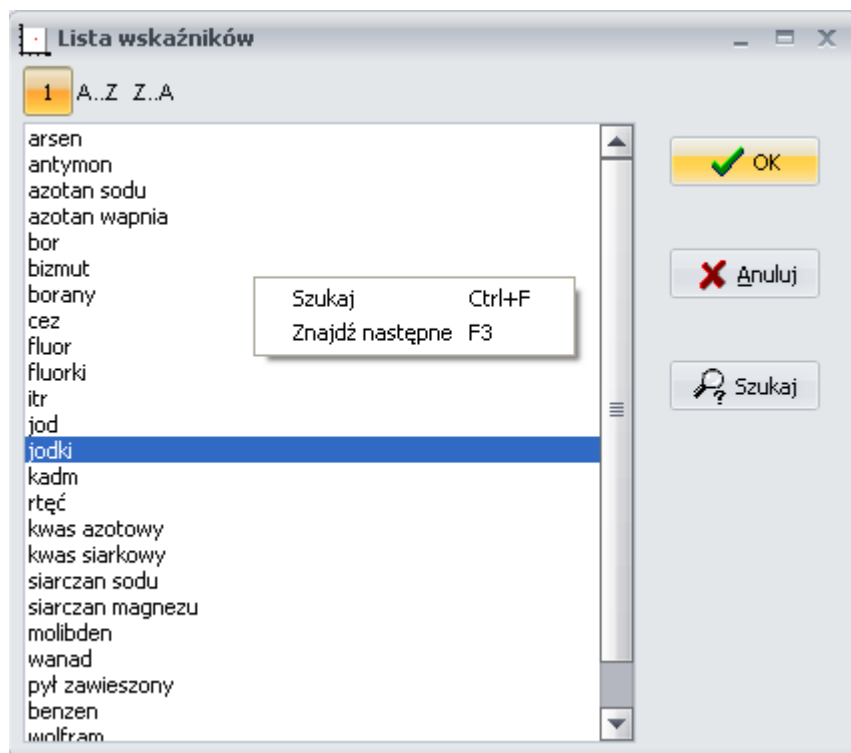 Lista wskaźników
1 A..Z Z..A
arsen
antymon
azotan sodu
azotan wapnia
bor
bizmut
borany
cez
fluor
fluorki
itr
jod
jodki
kadm
rtęć
kwas azotowy
kwas siarkowy
siarczan sodu
siarczan magnezu
molibden
wanad
pył zawieszony
benzen
wolfram
Szukaj Ctrl+F
Znajdź następne F3
OK
Anuluj
Szukaj